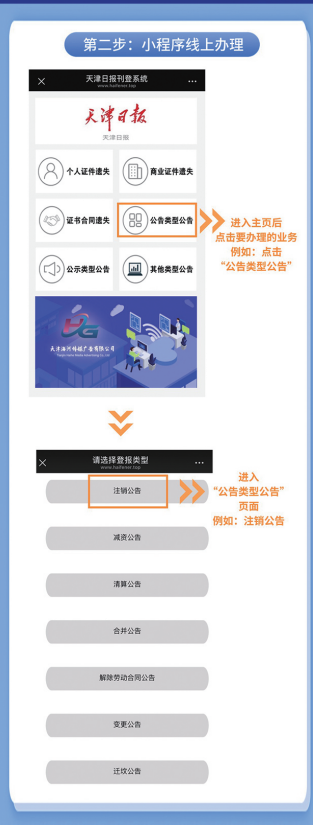 第二步：小程序线上办理
天津日报刊登系统
www.haifener.top
天津日报
天津日报
个人证件遗失
商业证件遗失
证书合同遗失
公告类型公告
公示类型公告
其他类型公告
进入主页后
点击要办理的业务
例如：点击
“公告类型公告”
天津海河传媒广告有限公司
请选择登报类型
www.haifener.top
注销公告
减资公告
清算公告
合并公告
解除劳动合同公告
变更公告
迁坟公告
进入
“公告类型公告”
页面
例如：注销公告